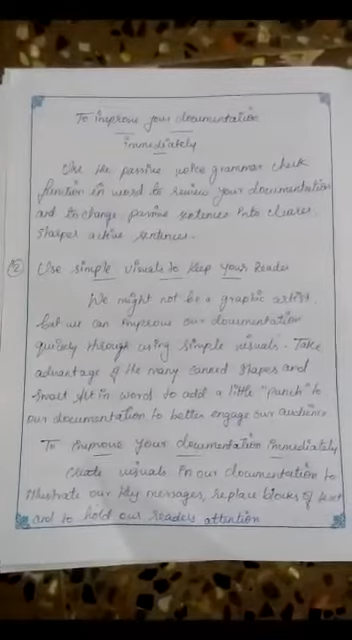 To improve your documentation
immediately
Use the passive voice grammar check
function in word to review your documentation
and to change passive sentences into clearer,
sharper active sentences.
2 Use simple visuals to keep your Reader
We might not be a graphic artist,
but we can improve our documentation
quickly through using simple visuals. Take
advantage of the many canned shapes and
Smart Art in word to add a little "punch" to
our documentation to better engage our audience
To improve your documentation immediately
Create visuals in our documentation to
illustrate our key messages, replace blocks of text
and to hold our readers attention